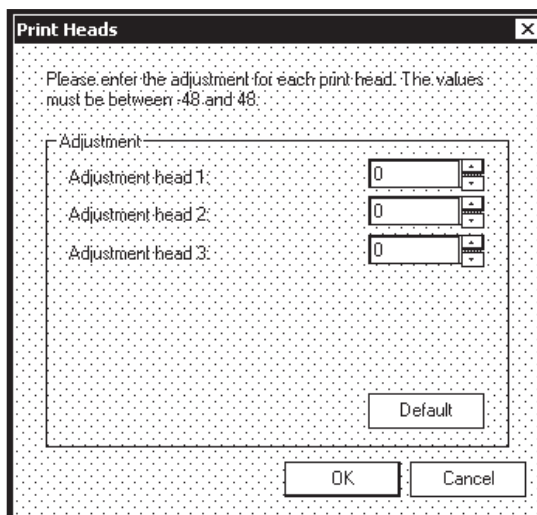 Print Heads
Please enter the adjustment for each print head. The values
must be between -48 and 48.
Adjustment
Adjustment head 1:
0
Adjustment head 2:
0
Adjustment head 3:
0
Default
OK
Cancel